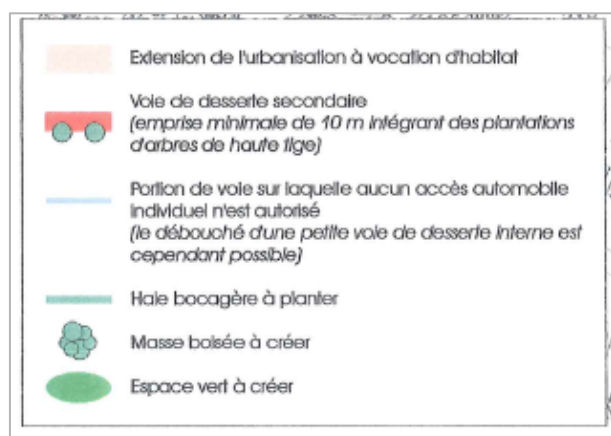 Extension de l'urbanisation à vocation d'habitat
Voie de desserte secondaire
(emprise minimale de 10 m intégrant des plantations
d'arbres de haute tige)
Portion de voie sur laquelle aucun accès automobile
individuel n'est autorisé
(le débouché d'une petite voie de desserte interne est
cependant possible)
Haie bocagère à planter
Masse boisée à créer
Espace vert à créer